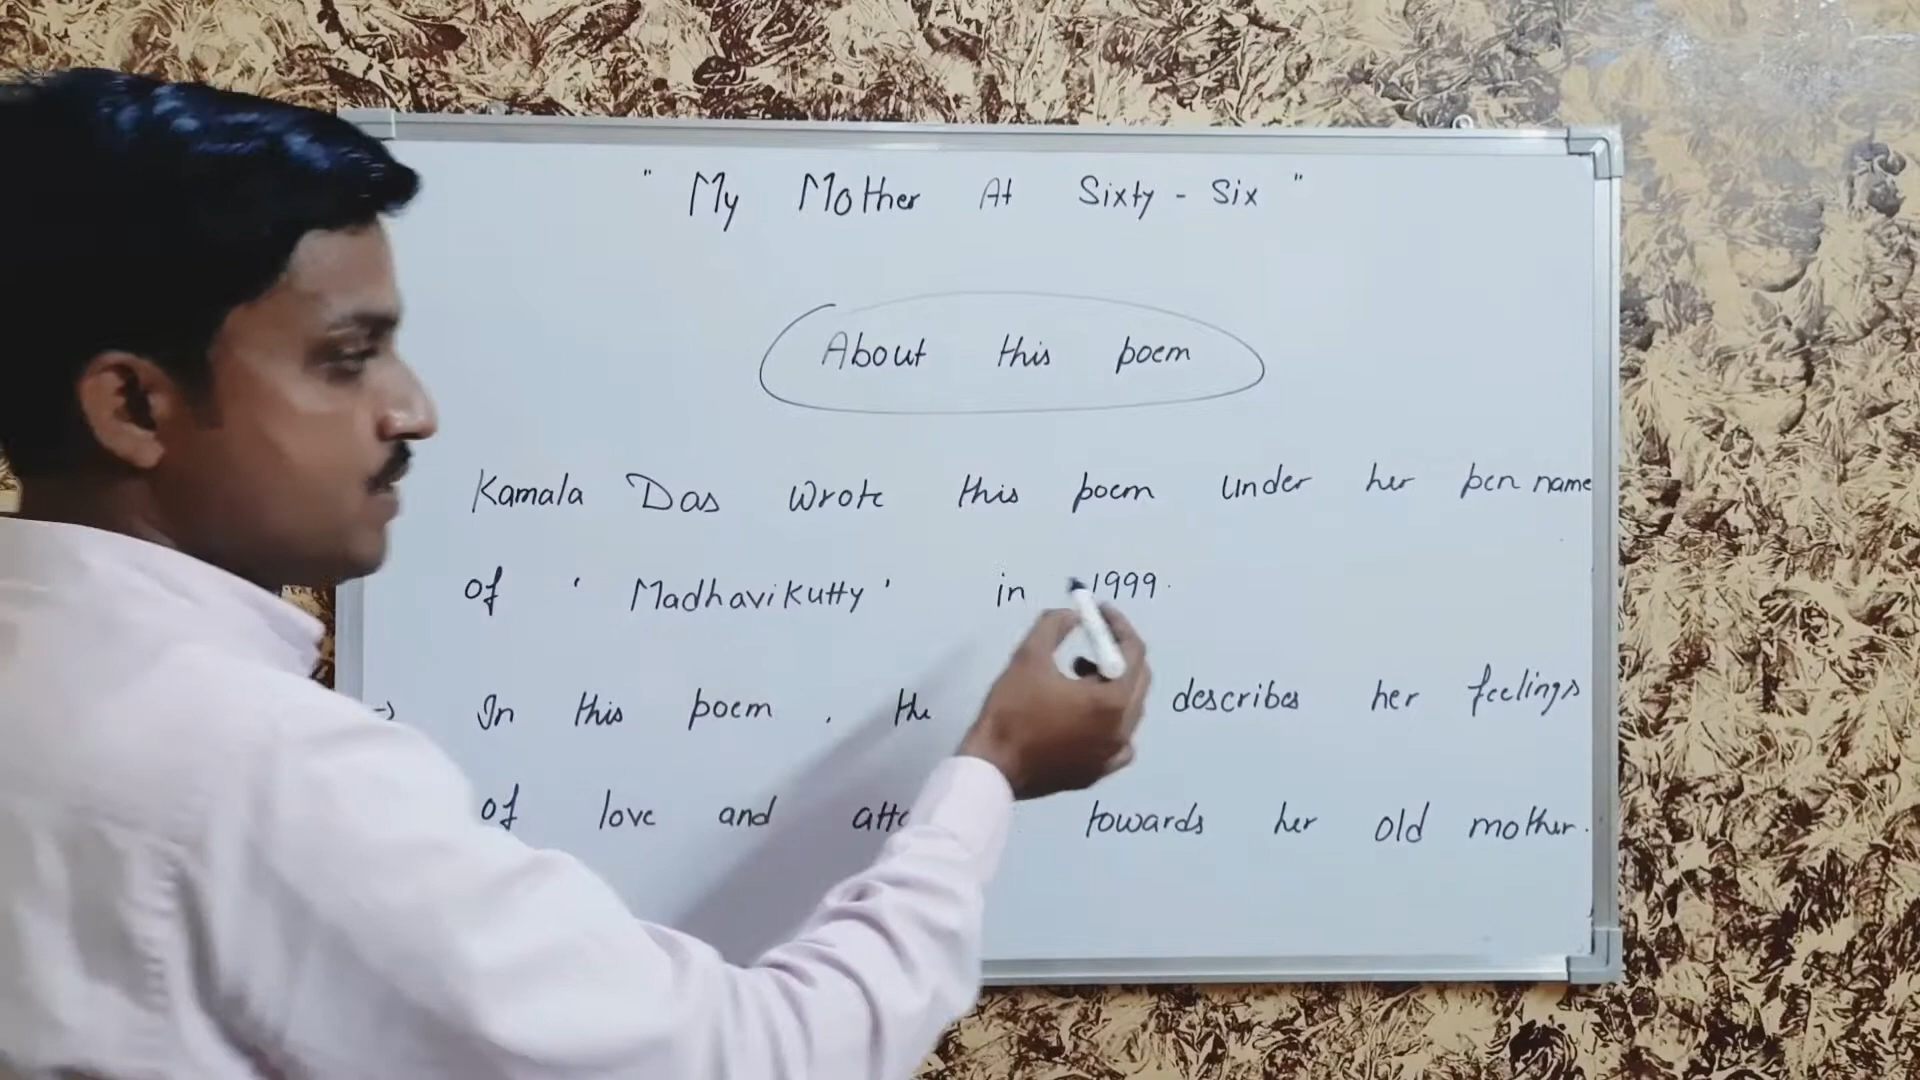 " My Mother At Sixty - Six "
About this poem
Kamala Das wrote this poem under her pen name
of ' Madhavikutty ' in 1999.
→ In this poem , the describes her feelings
of love and towards her old mother.